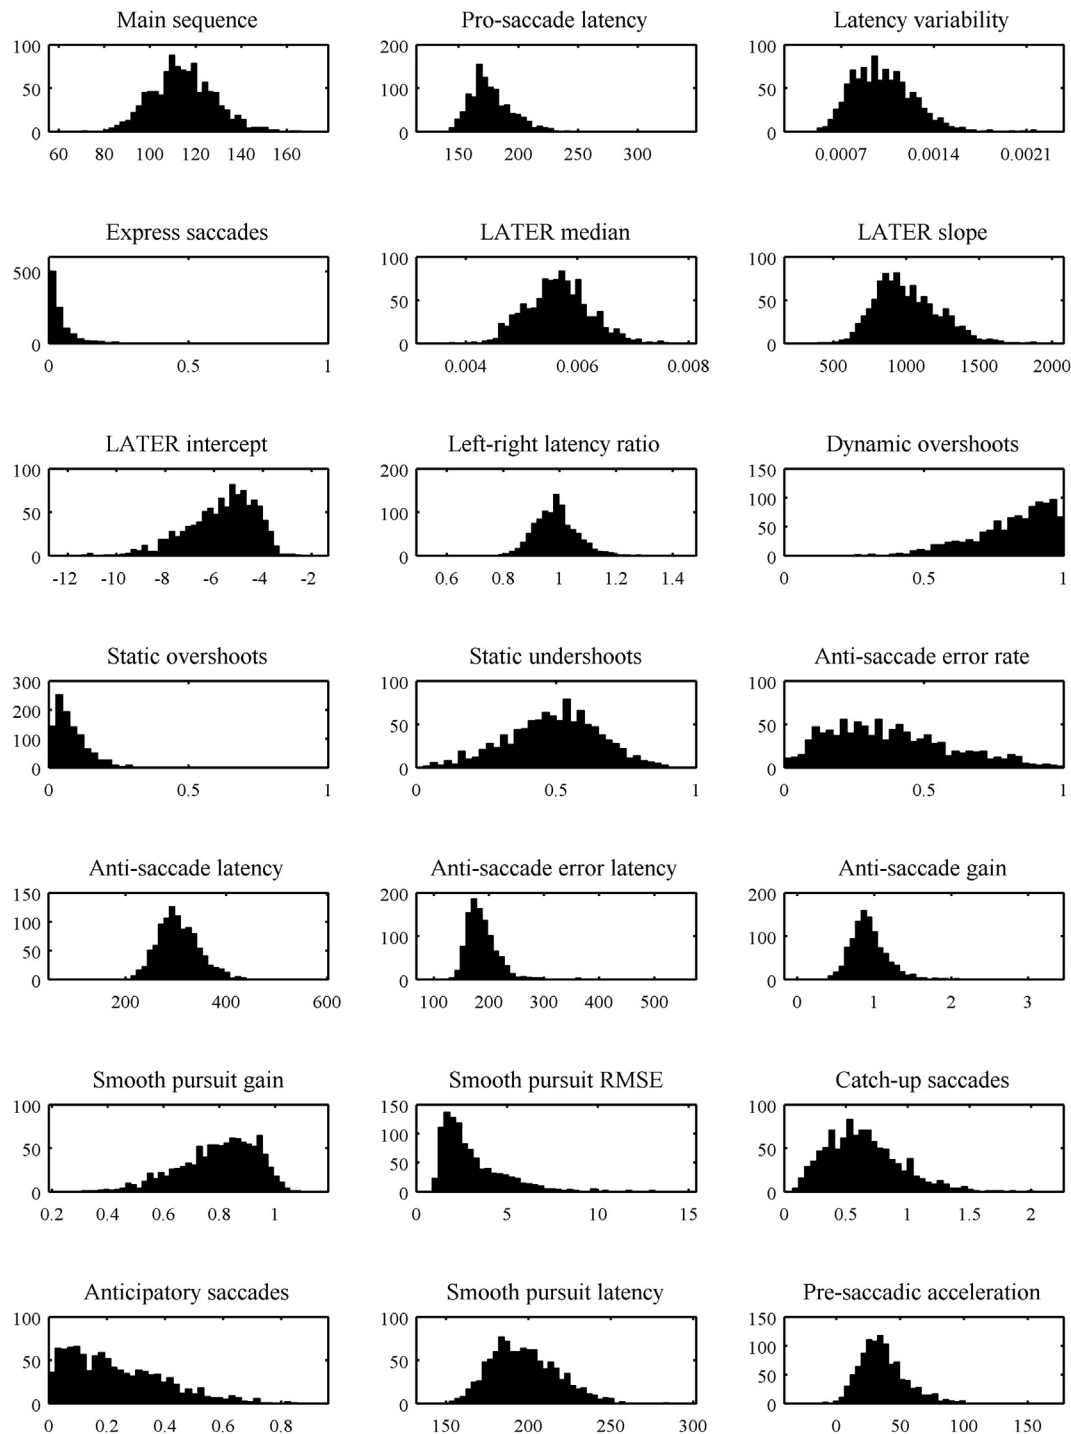 Main sequence
Pro-saccade latency
Latency variability
100
50
0
60 80 100 120 140 160
200
100
0
150 200 250 300
100
50
0
0.0007 0.0014 0.0021
Express saccades
LATER median
LATER slope
500
0
0 0.5 1
100
50
0
0.004 0.006 0.008
100
50
0
500 1000 1500 2000
LATER intercept
Left-right latency ratio
Dynamic overshoots
100
50
0
-12 -10 -8 -6 -4 -2
200
100
0
0.6 0.8 1 1.2 1.4
150
100
50
0
0 0.5 1
Static overshoots
Static undershoots
Anti-saccade error rate
300
200
100
0
0 0.5 1
100
50
0
0 0.5 1
100
50
0
0 0.5 1
Anti-saccade latency
Anti-saccade error latency
Anti-saccade gain
150
100
50
0
200 400 600
200
100
0
100 200 300 400 500
200
100
0
0 1 2 3
Smooth pursuit gain
Smooth pursuit RMSE
Catch-up saccades
100
50
0
0.2 0.4 0.6 0.8 1
150
100
50
0
0 5 10 15
100
50
0
0 0.5 1 1.5 2
Anticipatory saccades
Smooth pursuit latency
Pre-saccadic acceleration
100
50
0
0 0.2 0.4 0.6 0.8
100
50
0
150 200 250 300
150
100
50
0
0 50 100 150